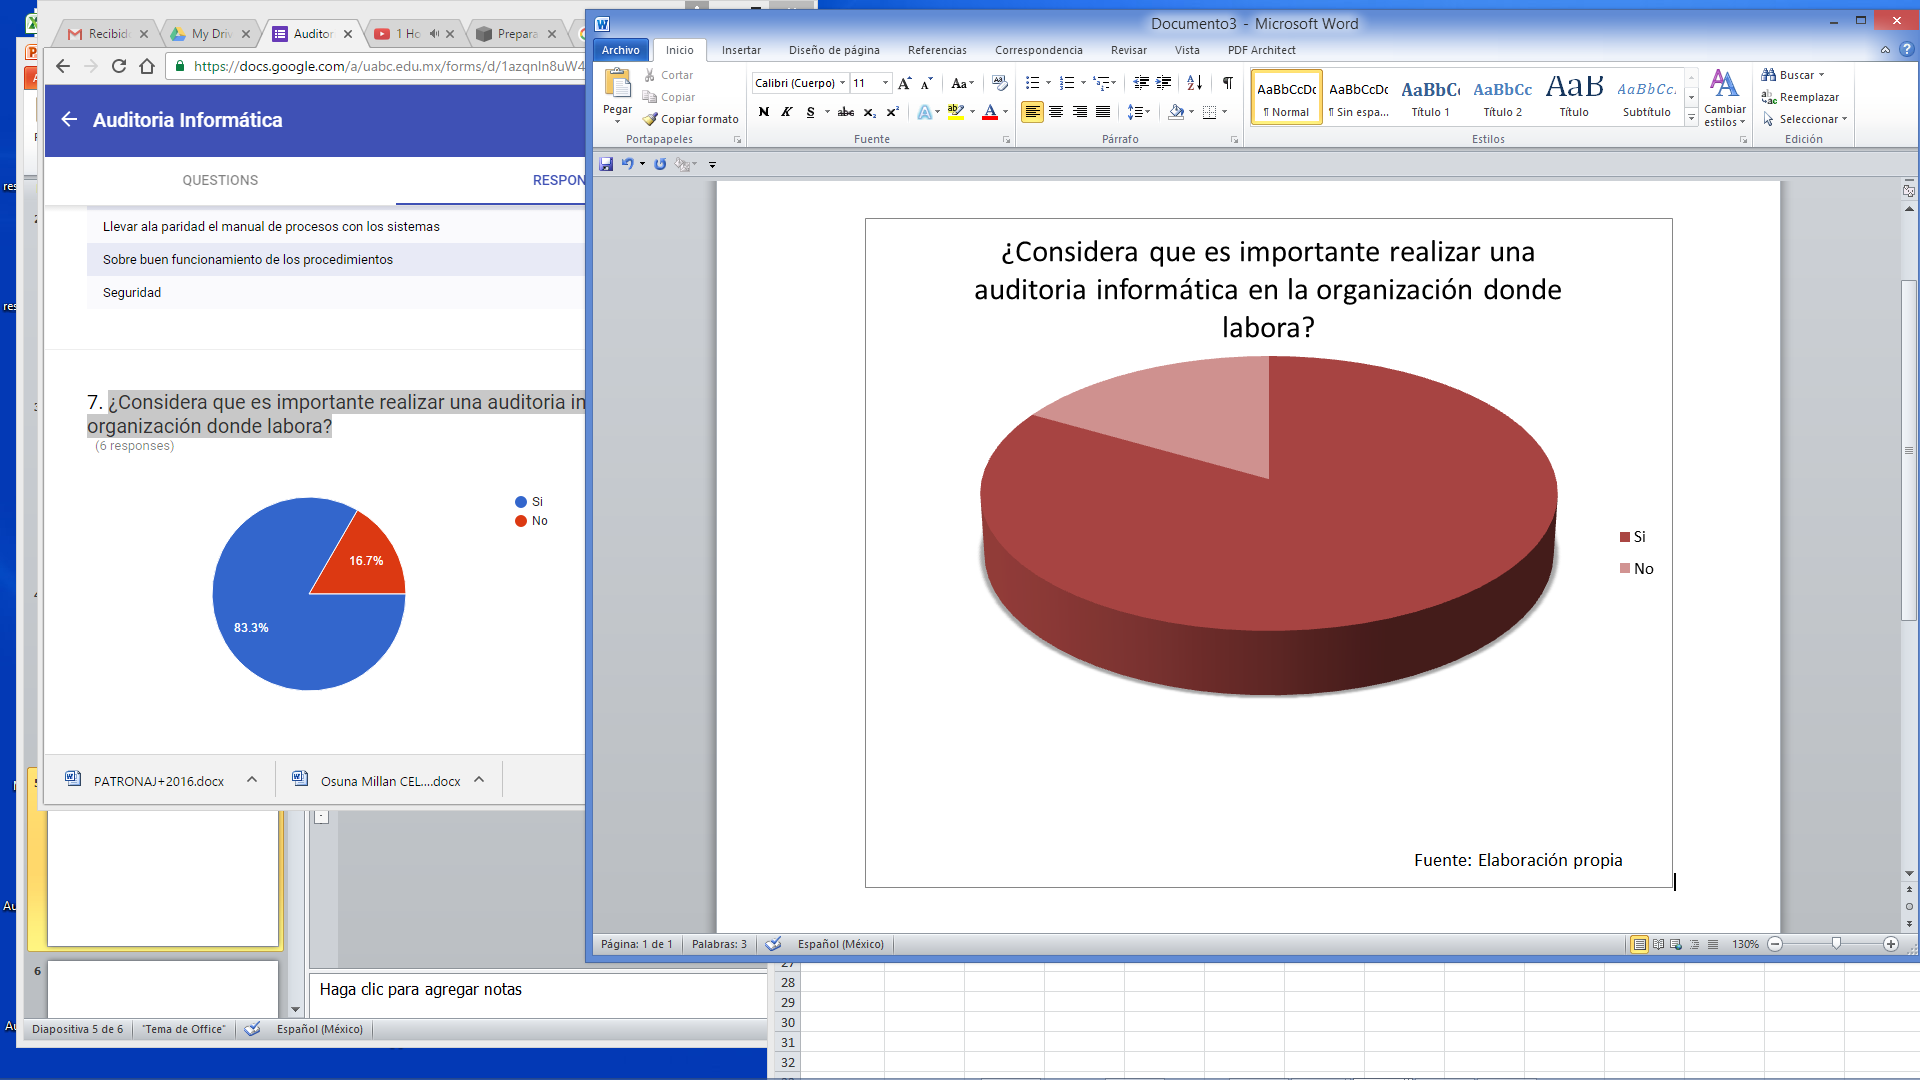 Recibid
My Driv
Auditor
1 Ho
Prepara
https://docs.google.com/a/uabc.edu.mx/forms/d/1azqnIn8uW4
Auditoria Informática
QUESTIONS
RESPON
Llevar ala paridad el manual de procesos con los sistemas
Sobre buen funcionamiento de los procedimientos
Seguridad
7. ¿Considera que es importante realizar una auditoria in
organización donde labora?
(6 responses)
Si
No
16.7%
83.3%
PATRONAJ+2016.docx
Osuna Millan CEL....docx
6
Haga clic para agregar notas
Diapositiva 5 de 6
"Tema de Office"
Español (México)
Documento3 - Microsoft Word
Archivo
Inicio
Insertar
Diseño de página
Referencias
Correspondencia
Revisar
Vista
PDF Architect
Pegar
Cortar
Copiar
Copiar formato
Portapapeles
Calibri (Cuerpo)
11
Fuente
Párrafo
AaBbCcDc
¶ Normal
AaBbCcDc
¶ Sin espa...
AaBbC
Título 1
AaBbCc
Título 2
AaB
Título
AaBbCc.
Subtítulo
Estilos
Cambiar
estilos
Buscar
Reemplazar
Seleccionar
Edición
¿Considera que es importante realizar una
auditoria informática en la organización donde
labora?
Si
No
Fuente: Elaboración propia
Página: 1 de 1
Palabras: 3
Español (México)
130%
27
28
29
30
31
32